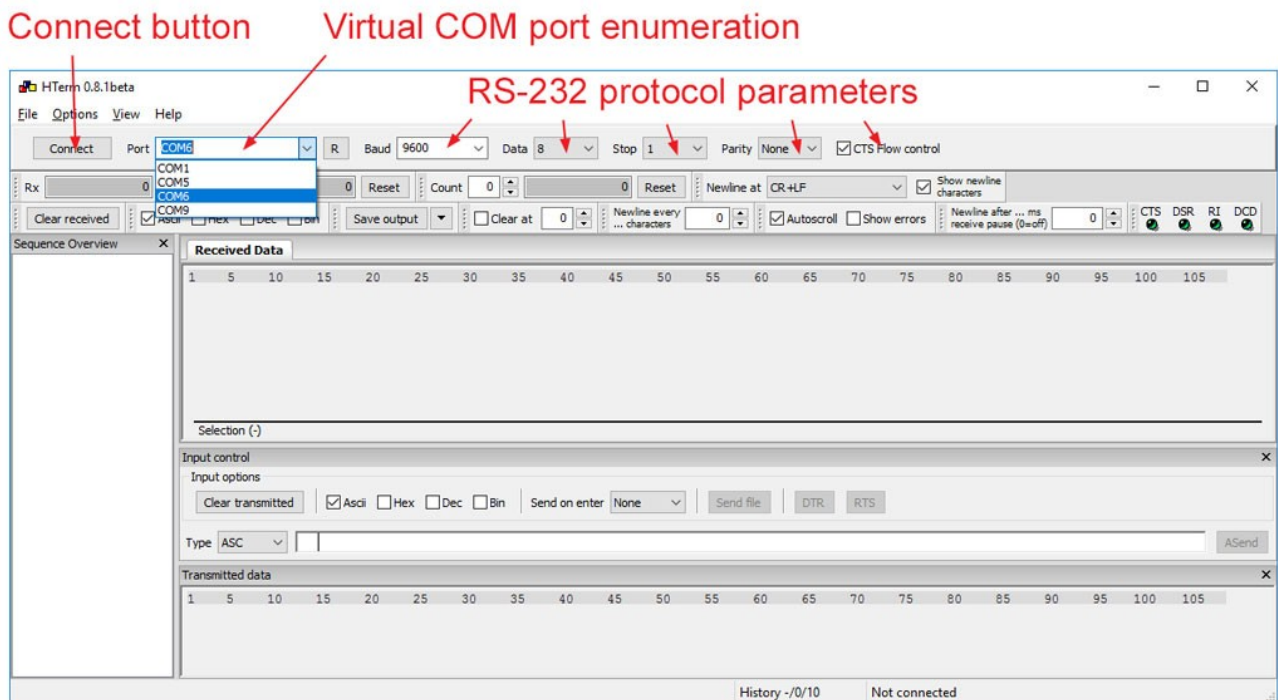 Connect button Virtual COM port enumeration
HTerm 0.8.1beta
RS-232 protocol parameters
File Options View Help
Connect Port COM6 R Baud 9600 Data 8 Stop 1 Parity None CTS Flow control
COM1
COM5
COM6
COM9
Rx 0 0 Reset Count 0 0 Reset Newline at CR+LF Show newline characters
Clear received Ascii Hex Dec Bin Save output Clear at 0 Newline every ... characters 0 Autoscroll Show errors Newline after ... ms receive pause (0=off) 0 CTS DSR RI DCD
Sequence Overview Received Data
1 5 10 15 20 25 30 35 40 45 50 55 60 65 70 75 80 85 90 95 100 105
Selection (-)
Input control
Input options
Clear transmitted Ascii Hex Dec Bin Send on enter None Send file DTR RTS
Type ASC ASend
Transmitted data
1 5 10 15 20 25 30 35 40 45 50 55 60 65 70 75 80 85 90 95 100 105
History -/0/10 Not connected